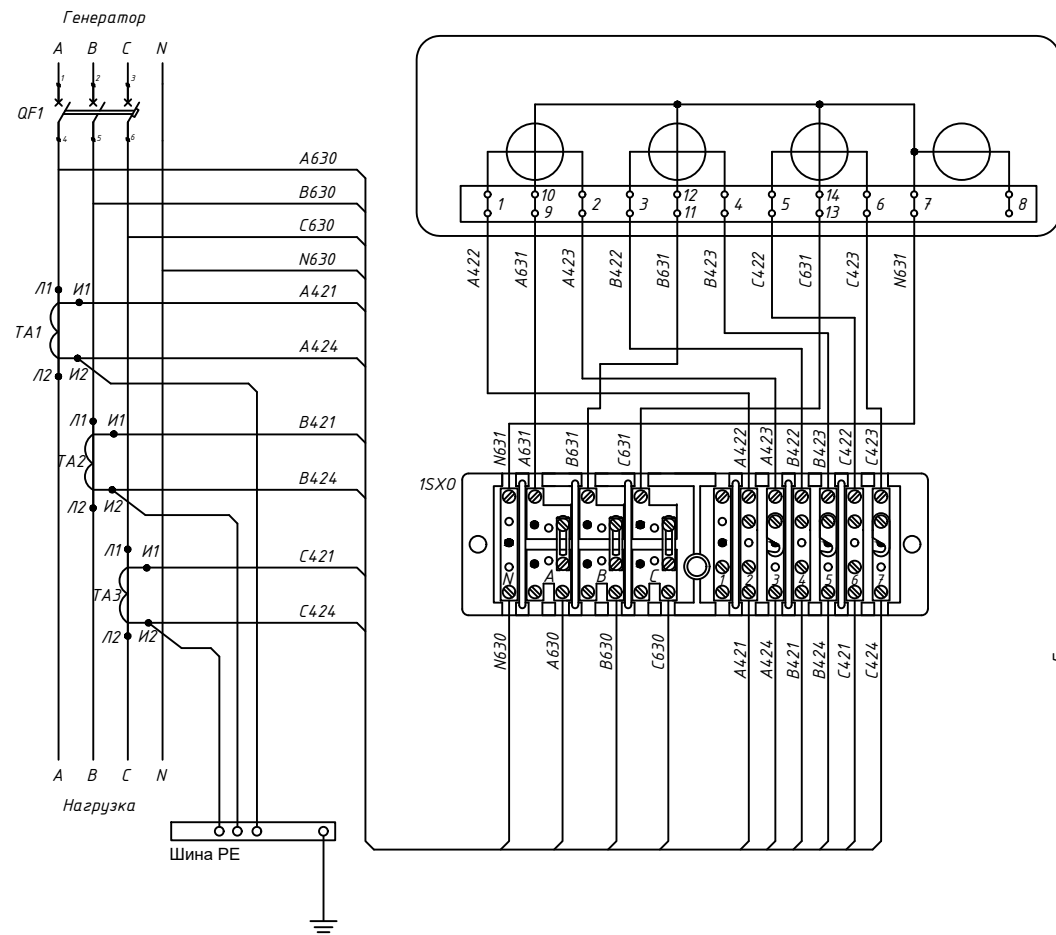 Генератор
A B C N
1 2 3
QF1
4 5 6
A630
B630
C630
N630
Л1 И1 A421
TA1
A424
Л2 И2
Л1 И1 B421
TA2
B424
Л2 И2
Л1 И1 C421
TA3
C424
Л2 И2
A B C N
Нагрузка
Шина PE
10 12 14
1 2 3 4 5 6 7 8
9 11 13
A422 A631 A423 B422 B631 B423 C422 C631 C423 N631
N631 A631 B631 C631 A422 A423 B422 B423 C422 C423
1SX0
N A B C 1 2 3 4 5 6 7
N630 A630 B630 C630 A421 A424 B421 B424 C421 C424